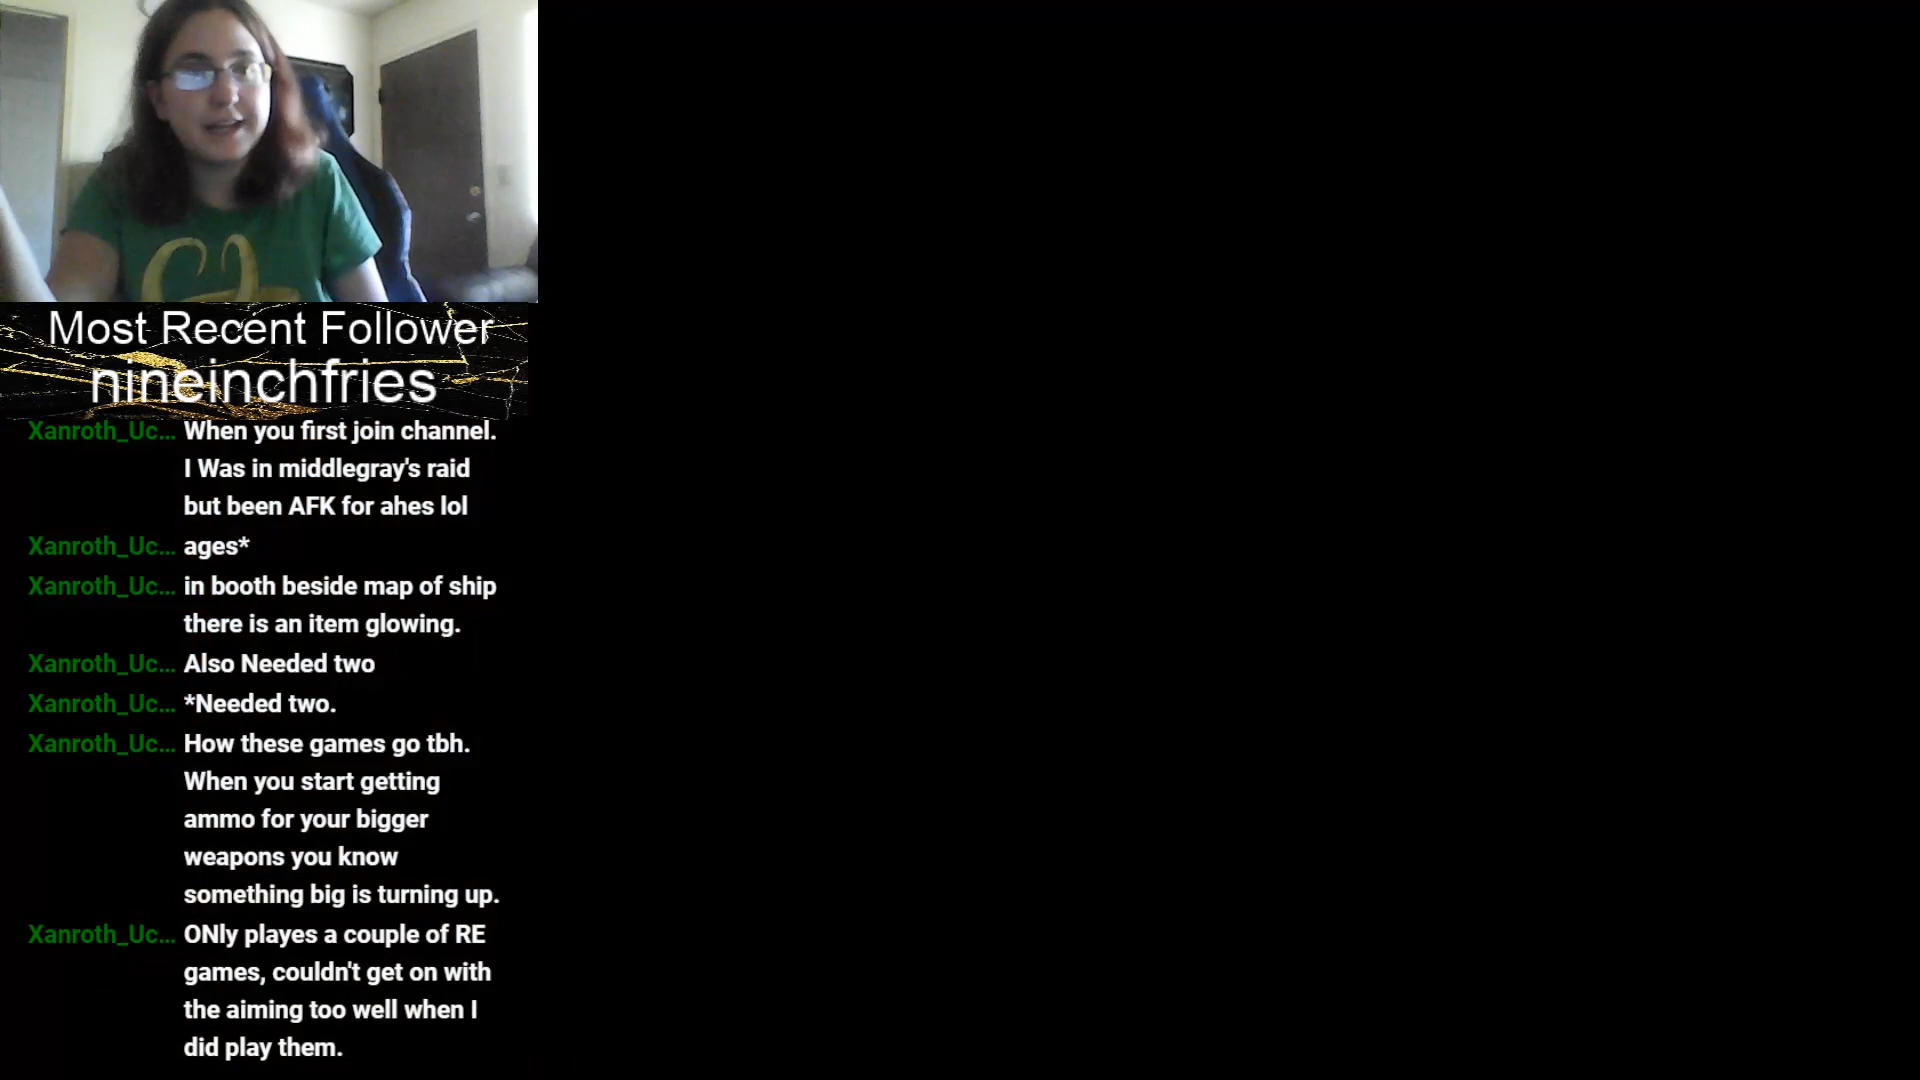 Most Recent Follower
nineinchfries
Xanroth_Uc... When you first join channel.
I Was in middlegray's raid
but been AFK for ahes lol
Xanroth_Uc... ages*
Xanroth_Uc... in booth beside map of ship
there is an item glowing.
Xanroth_Uc... Also Needed two
Xanroth_Uc... *Needed two.
Xanroth_Uc... How these games go tbh.
When you start getting
ammo for your bigger
weapons you know
something big is turning up.
Xanroth_Uc... ONly playes a couple of RE
games, couldn't get on with
the aiming too well when I
did play them.